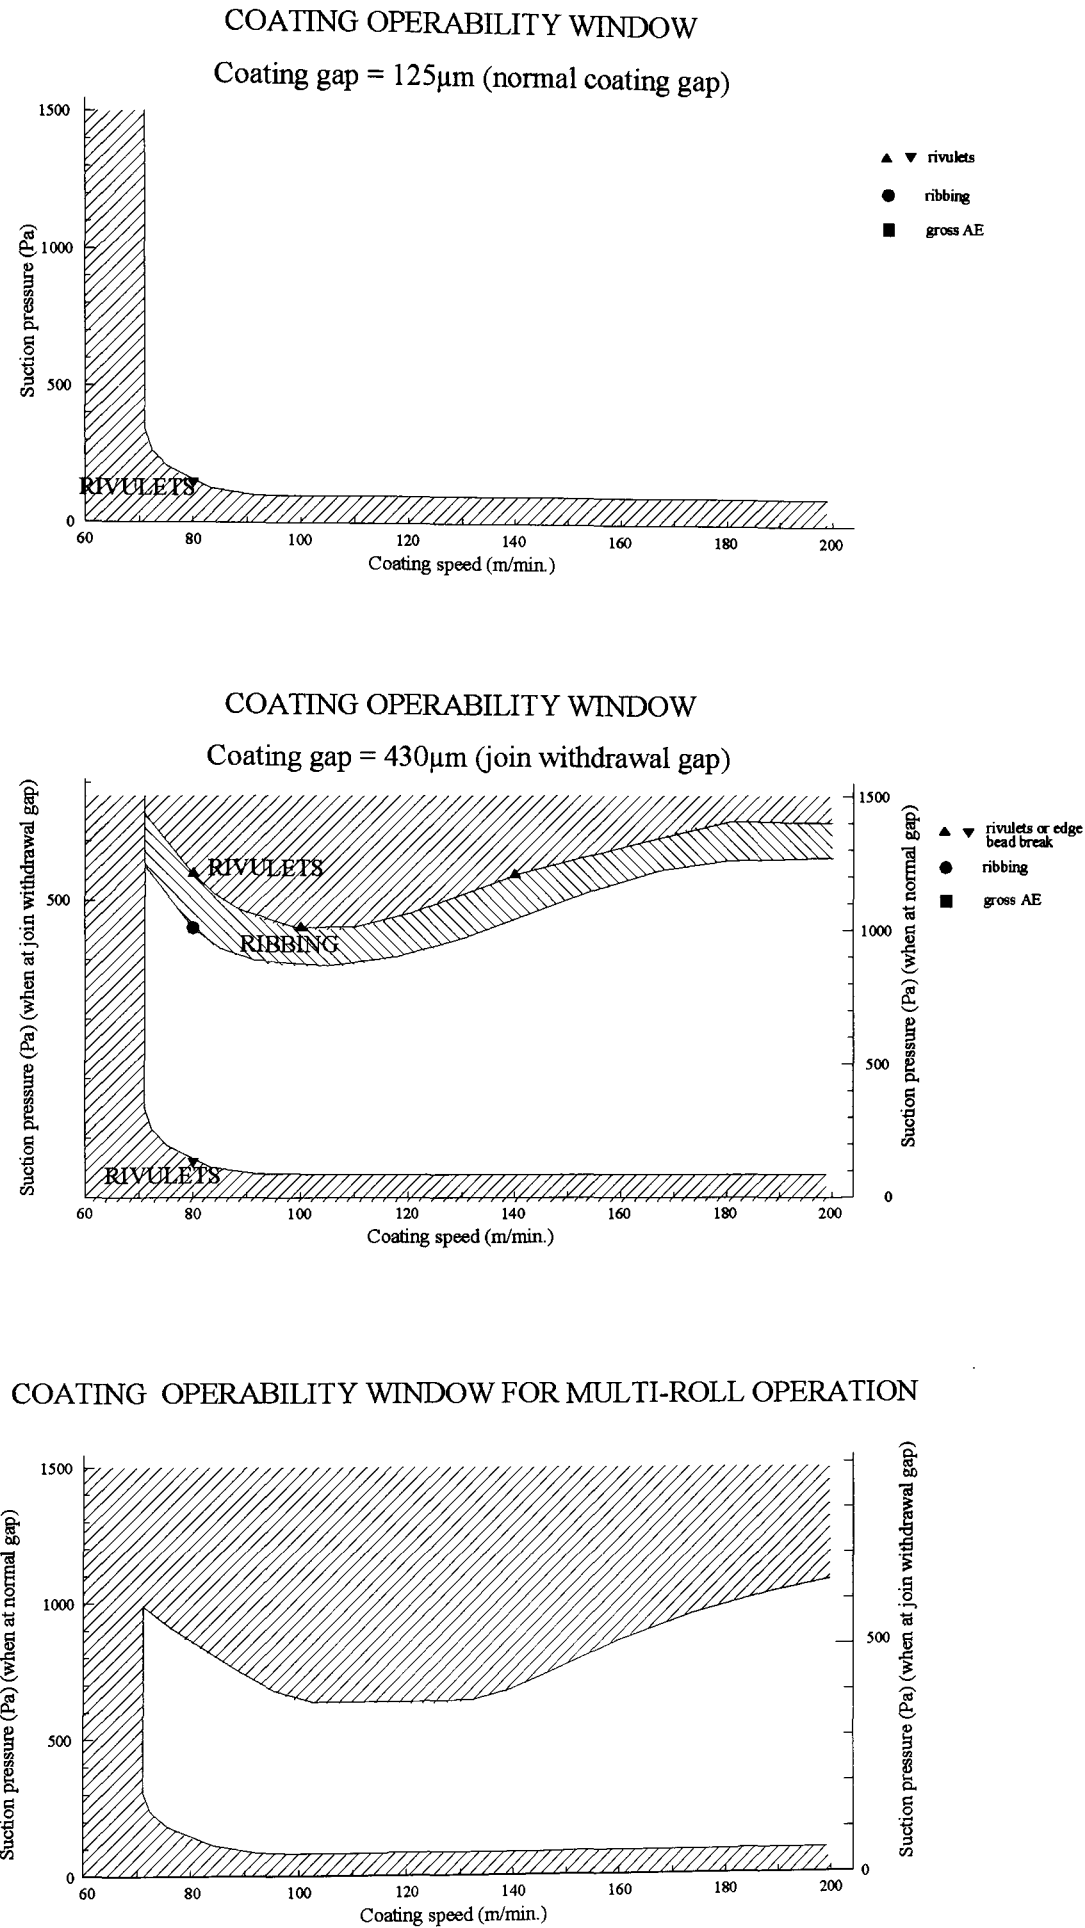 COATING OPERABILITY WINDOW
Coating gap = 125µm (normal coating gap)
1500
1000
500
0
Suction pressure (Pa)
rivulets
ribbing
gross AE
RIVULETS
60
80
100
120
140
160
180
200
Coating speed (m/min.)
COATING OPERABILITY WINDOW
Coating gap = 430µm (join withdrawal gap)
Suction pressure (Pa) (when at join withdrawal gap)
500
RIVULETS
RIBBING
RIVULETS
1500
1000
500
0
Suction pressure (Pa) (when at normal gap)
rivulets or edge
bead break
ribbing
gross AE
60
80
100
120
140
160
180
200
Coating speed (m/min.)
COATING OPERABILITY WINDOW FOR MULTI-ROLL OPERATION
Suction pressure (Pa) (when at normal gap)
1500
1000
500
0
500
0
Suction pressure (Pa) (when at join withdrawal gap)
60
80
100
120
140
160
180
200
Coating speed (m/min.)